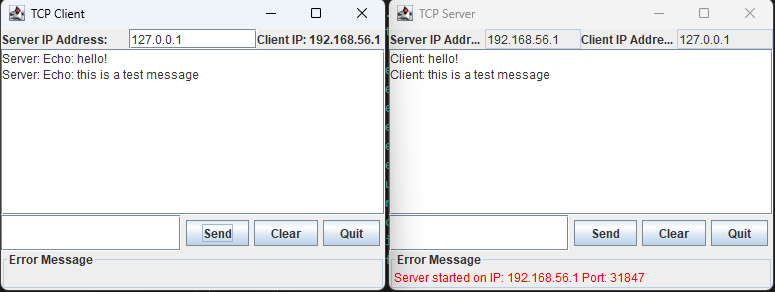 TCP Client
Server IP Address: 127.0.0.1 Client IP: 192.168.56.1
Server: Echo: hello!
Server: Echo: this is a test message
Send Clear Quit
Error Message
TCP Server
Server IP Addr... 192.168.56.1 Client IP Addre... 127.0.0.1
Client: hello!
Client: this is a test message
Send Clear Quit
Error Message
Server started on IP: 192.168.56.1 Port: 31847